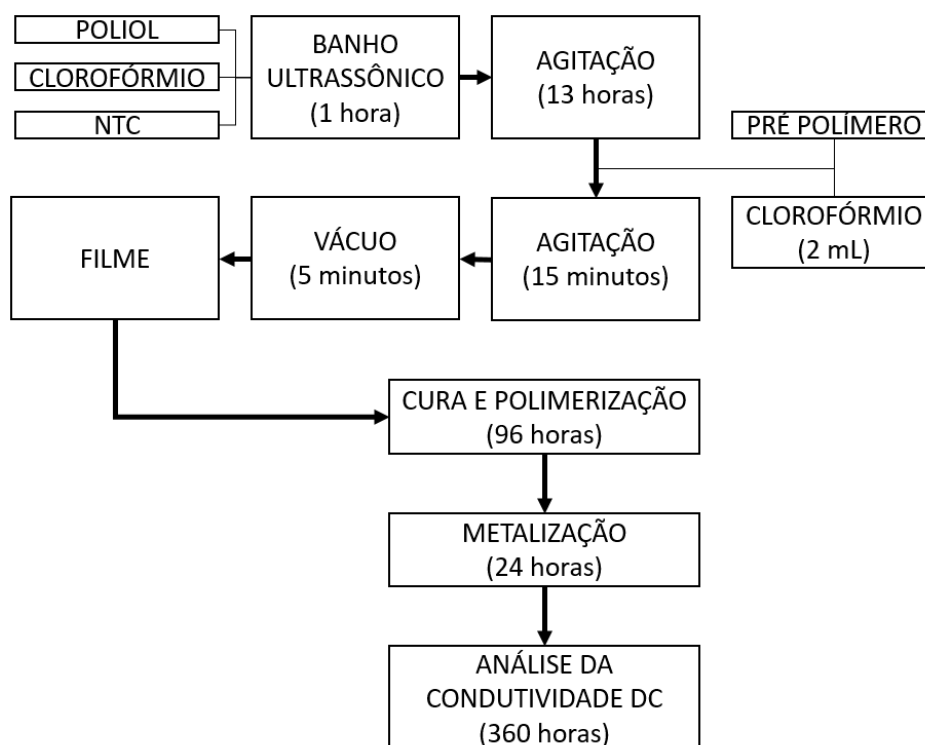 POLIOL
CLOROFÓRMIO
NTC
BANHO
ULTRASSÔNICO
(1 hora)
AGITAÇÃO
(13 horas)
PRÉ POLÍMERO
CLOROFÓRMIO
(2 mL)
AGITAÇÃO
(15 minutos)
VÁCUO
(5 minutos)
FILME
CURA E POLIMERIZAÇÃO
(96 horas)
METALIZAÇÃO
(24 horas)
ANÁLISE DA
CONDUTIVIDADE DC
(360 horas)